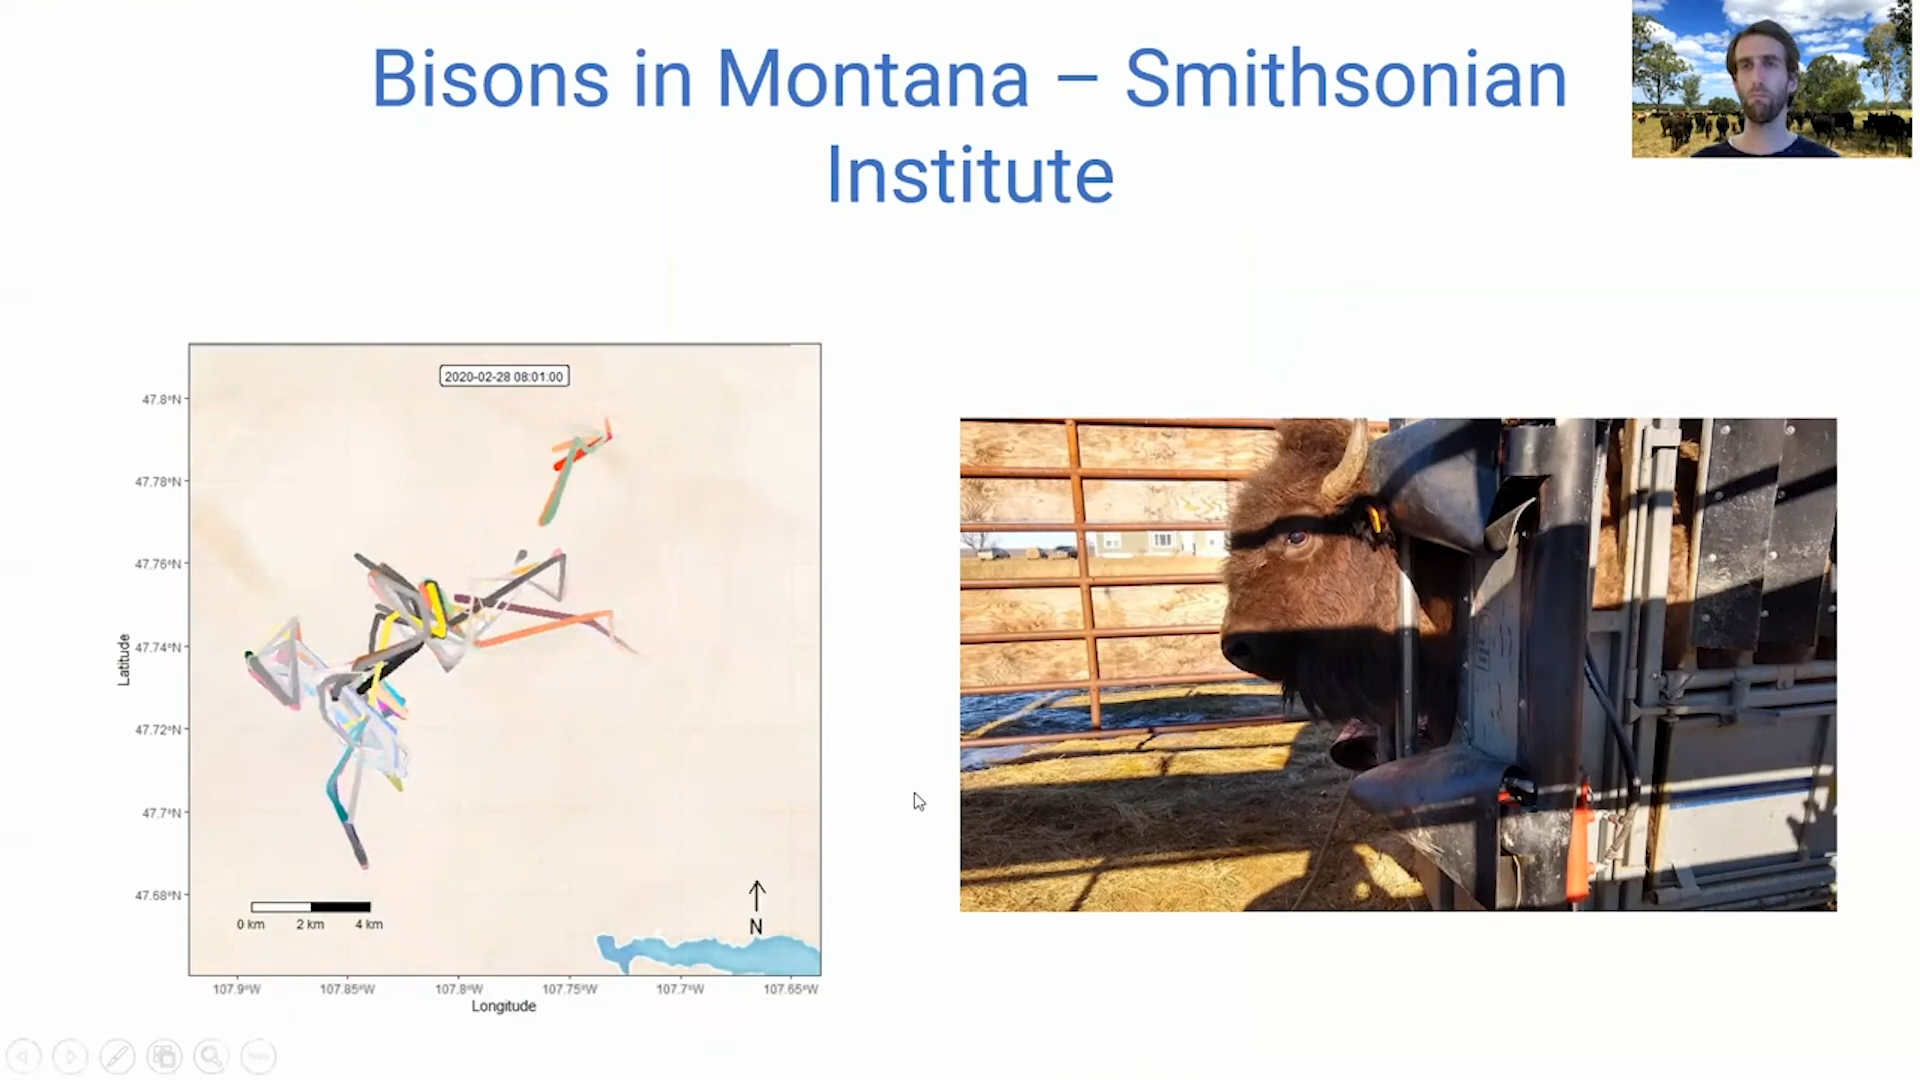 Bisons in Montana – Smithsonian
Institute
2020-02-28 08:01:00
47.8°N
47.78°N
47.76°N
47.74°N
47.72°N
47.7°N
47.68°N
Latitude
0 km 2 km 4 km
N
107.9°W 107.85°W 107.8°W 107.75°W 107.7°W 107.65°W
Longitude